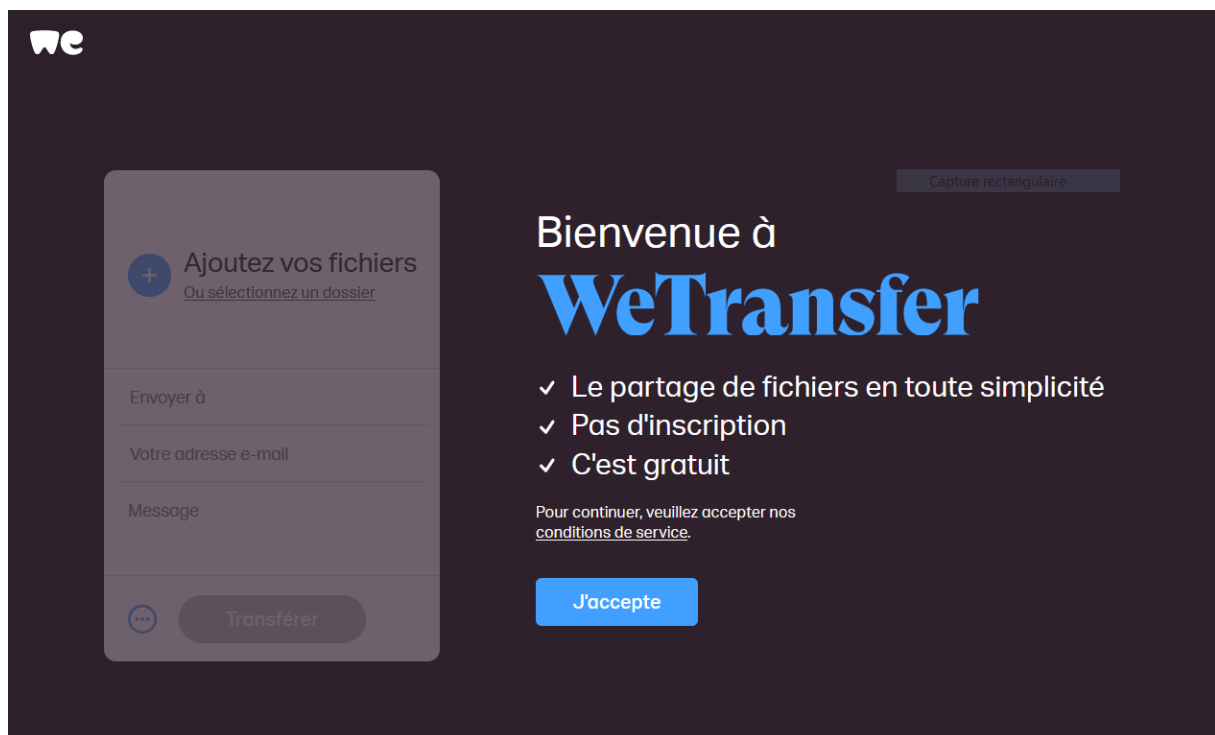 we
Ajoutez vos fichiers
Ou sélectionnez un dossier
Envoyer à
Votre adresse e-mail
Message
Transférer
Capture rectangulaire
Bienvenue à
WeTransfer
Le partage de fichiers en toute simplicité
Pas d'inscription
C'est gratuit
Pour continuer, veuillez accepter nos
conditions de service.
J'accepte